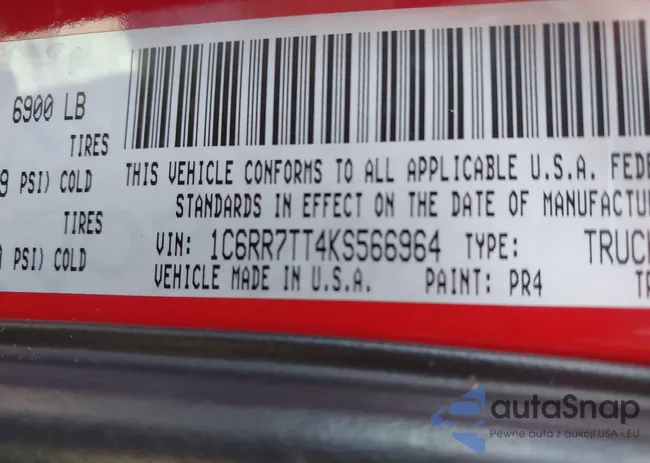 6900 LB
TIRES
9 PSI) COLD
THIS VEHICLE CONFORMS TO ALL APPLICABLE U.S.A. FEDE
TIRES
STANDARDS IN EFFECT ON THE DATE OF MANUFACTU
PSI) COLD
VIN: 1C6RR7TT4KS566964 TYPE: TRUCK
VEHICLE MADE IN U.S.A. PAINT: PR4 TR
autaSnap
Pewne auta z aukcji USA i EU